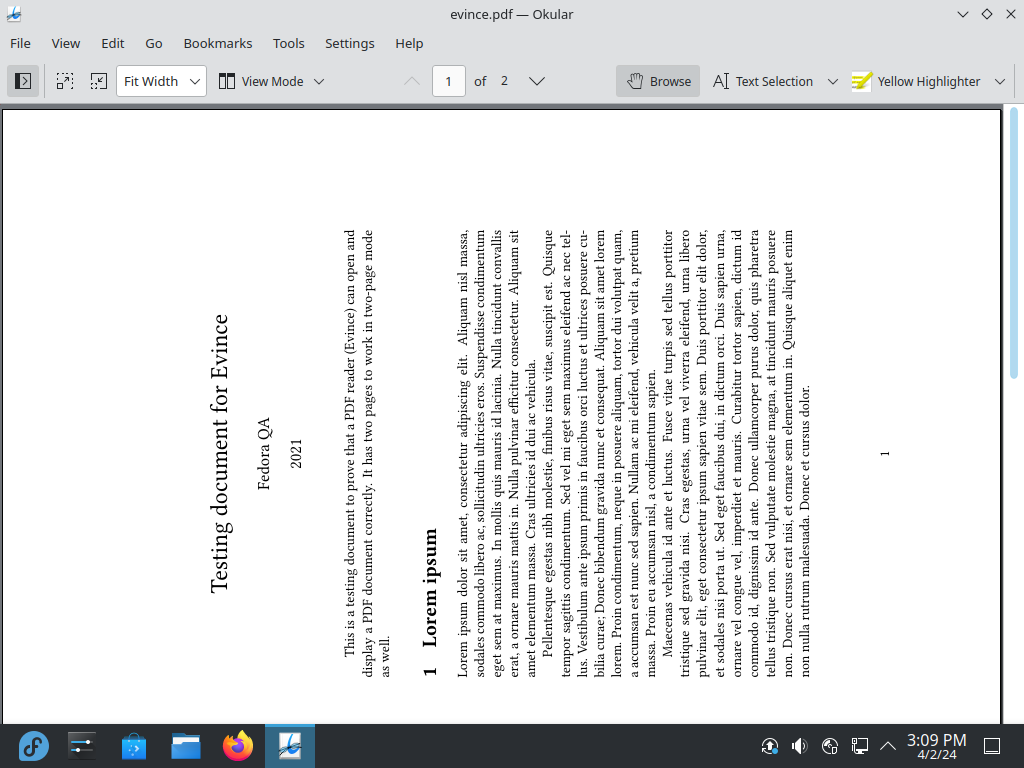 evince.pdf — Okular
File View Edit Go Bookmarks Tools Settings Help
Fit Width View Mode 1 of 2 Browse Text Selection Yellow Highlighter
Testing document for Evince
Fedora QA
2021
This is a testing document to prove that a PDF reader (Evince) can open and
display a PDF document correctly. It has two pages to work in two-page mode
as well.
1 Lorem ipsum
Lorem ipsum dolor sit amet, consectetur adipiscing elit. Aliquam nisl massa,
sodales commodo libero ac, sollicitudin ultricies eros. Suspendisse condimentum
eget sem at maximus. In mollis quis mauris id lacinia. Nulla tincidunt convallis
erat, a ornare mauris mattis in. Nulla pulvinar efficitur consectetur. Aliquam sit
amet elementum massa. Cras ultricies id dui ac vehicula.
Pellentesque egestas nibh molestie, finibus risus vitae, suscipit est. Quisque
tempor sagittis condimentum. Sed vel mi eget sem maximus eleifend ac nec tel-
lus. Vestibulum ante ipsum primis in faucibus orci luctus et ultrices posuere cu-
bilia curae; Donec bibendum gravida nunc et consequat. Aliquam sit amet lorem
lorem. Proin condimentum, neque in posuere aliquam, tortor dui volutpat quam,
a accumsan est nunc sed sapien. Nullam ac mi eleifend, vehicula velit a, pretium
massa. Proin eu accumsan nisl, a condimentum sapien.
Maecenas vehicula id ante et luctus. Fusce vitae turpis sed tellus porttitor
tristique sed gravida nisi. Cras egestas, urna vel viverra eleifend, urna libero
pulvinar elit, eget consectetur ipsum sapien vitae sem. Duis porttitor elit dolor,
et sodales nisi porta ut. Sed eget faucibus dui, in dictum orci. Duis sapien urna,
ornare vel congue vel, imperdiet et mauris. Curabitur tortor sapien, dictum id
commodo id, dignissim id ante. Donec ullamcorper purus dolor, quis pharetra
tellus tristique non. Sed vulputate molestie magna, at tincidunt mauris posuere
non. Donec cursus erat nisi, et ornare sem elementum in. Quisque aliquet enim
non nulla rutrum malesuada. Donec et cursus dolor.
1
3:09 PM
4/2/24